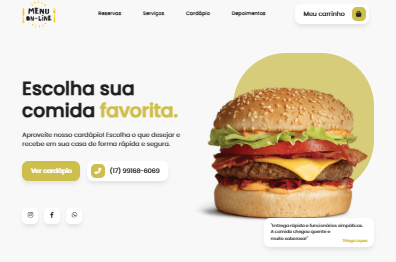 MENU
ON-LINE
Reservas
Serviços
Cardápio
Depoimentos
Meu carrinho
Escolha sua
comida favorita.
Aproveite nosso cardápio! Escolha o que desejar e
recebe em sua casa de forma rápida e segura.
Ver cardápio
(17) 99168-6069
"Entrega rápida e funcionários simpáticos.
A comida chegou quente e
muito saborosa!"
Thiago Lopes